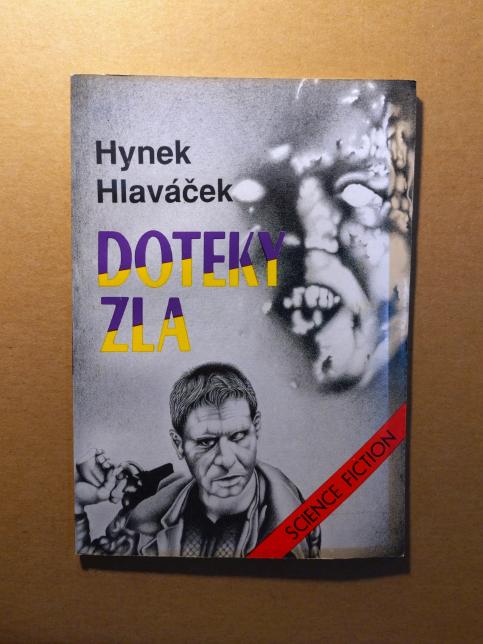 Hynek
Hlaváček
DOTEKY
ZLA
SCIENCE FICTION